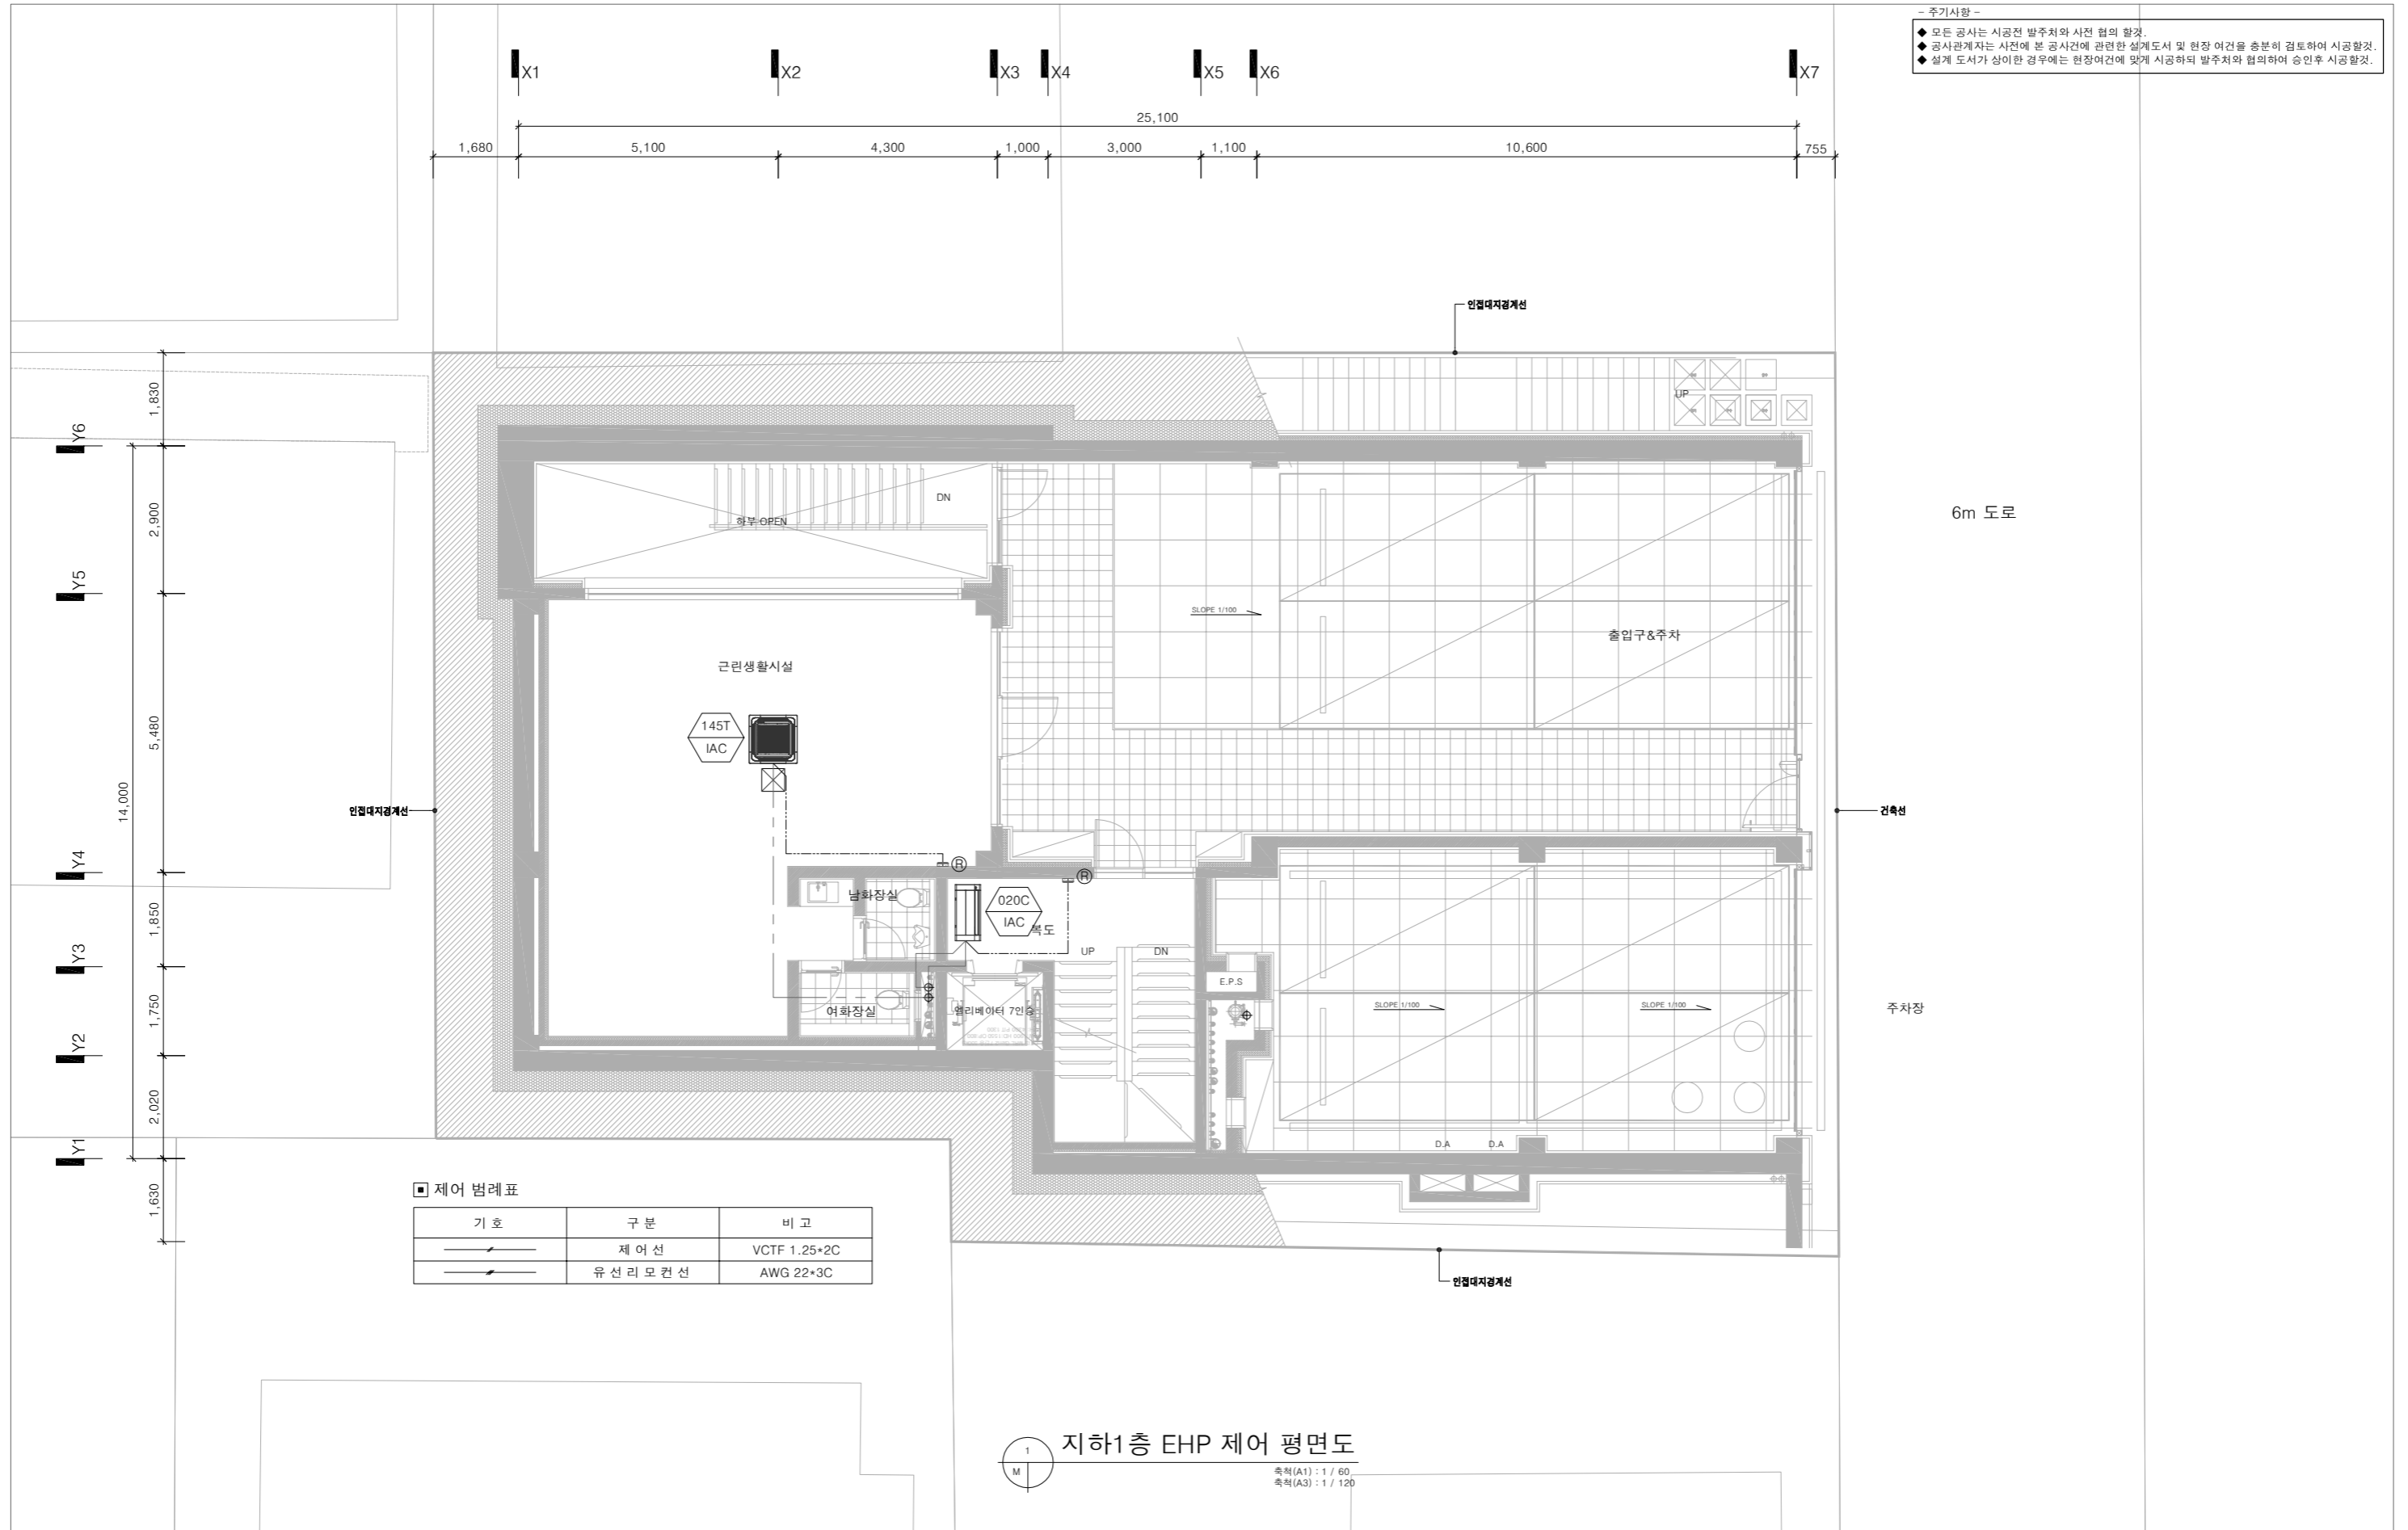 - 주기사항 -
◆ 모든 공사는 시공전 발주처와 사전 협의 할것.
◆ 공사관계자는 사전에 본 공사건에 관련한 설계도서 및 현장 여건을 충분히 검토하여 시공할것.
◆ 설계 도서가 상이한 경우에는 현장여건에 맞게 시공하되 발주처와 협의하여 승인후 시공할것.
X1 X2 X3 X4 X5 X6 X7
25,100
1,680 5,100 4,300 1,000 3,000 1,100 10,600 755
인접대지경계선
1,830
UP
Y6
DN
2,900
하부 OPEN
6m 도로
Y5
SLOPE 1/100
출입구&주차
근린생활시설
145T
IAC
5,480
14,000
인접대지경계선
건축선
Y4
R
R
남화장실
020C
IAC
복도
1,850
UP
DN
Y3
E.P.S
1,750
여화장실
엘리베이터 7인승
SLOPE 1/100
SLOPE 1/100
주차장
Y2
2,020
D.A
D.A
Y1
1,630
제어 범례표
기 호 구 분 비 고
제 어 선 VCTF 1.25*2C
유 선 리 모 컨 선 AWG 22*3C
인접대지경계선
1
M
지하1층 EHP 제어 평면도
축척(A1) : 1 / 60
축척(A3) : 1 / 120